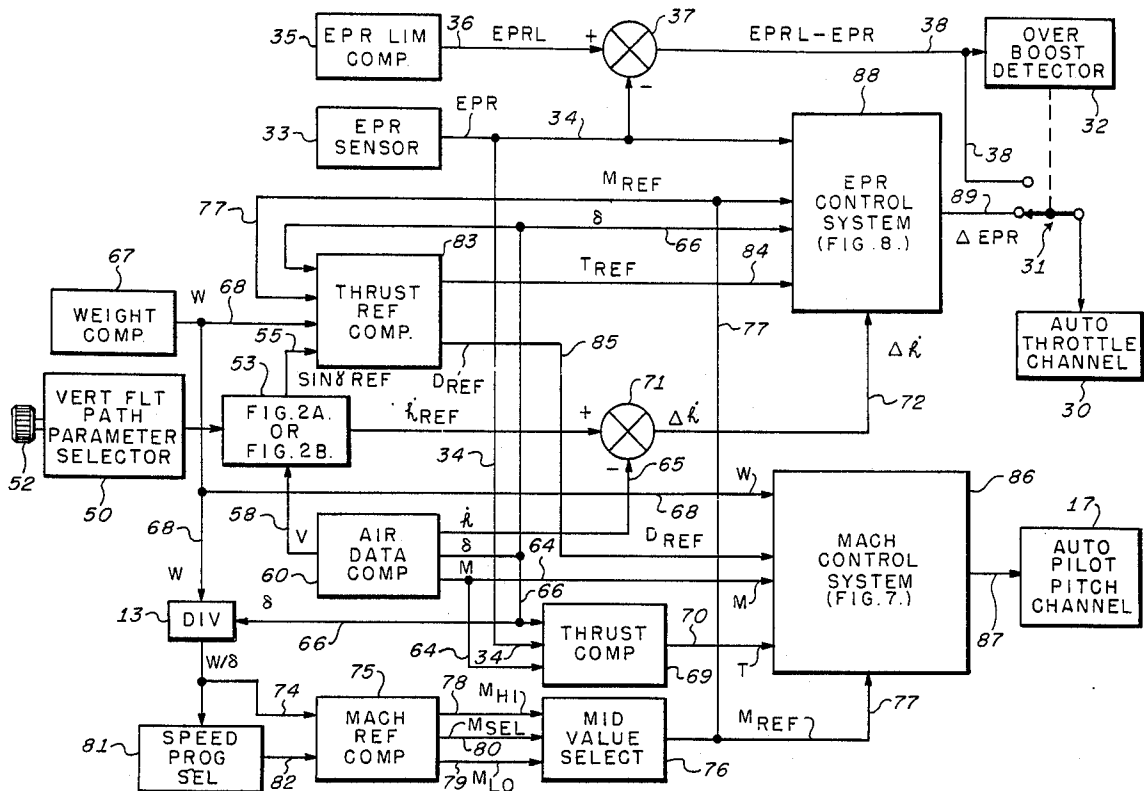 35
EPR LIM
COMP.
36
EPRL
+
37
−
EPRL-EPR
38
OVER
BOOST
DETECTOR
32
33
EPR
SENSOR
EPR
34
88
38
MREF
77
δ
66
83
EPR
CONTROL
SYSTEM
(FIG.8.)
89
Δ EPR
31
67
WEIGHT
COMP.
W
68
THRUST
REF
COMP.
TREF
84
55
SINγREF
DREF
85
77
Δḣ
AUTO
THROTTLE
CHANNEL
30
52
VERT FLT
PATH
PARAMETER
SELECTOR
50
53
FIG.2A.
OR
FIG.2B.
ḣREF
+
71
−
Δḣ
72
34
65
68
W
58
V
60
AIR
DATA
COMP
ḣ
δ
M
68
W
DREF
64
M
66
86
MACH
CONTROL
SYSTEM
(FIG.7.)
87
17
AUTO
PILOT
PITCH
CHANNEL
13
DIV
δ
66
64
34
THRUST
COMP
70
T
69
W/δ
74
75
MACH
REF
COMP
78
MHI
MSEL
80
79
MLO
MID
VALUE
SELECT
76
MREF
77
81
SPEED
PROG
SEL
82